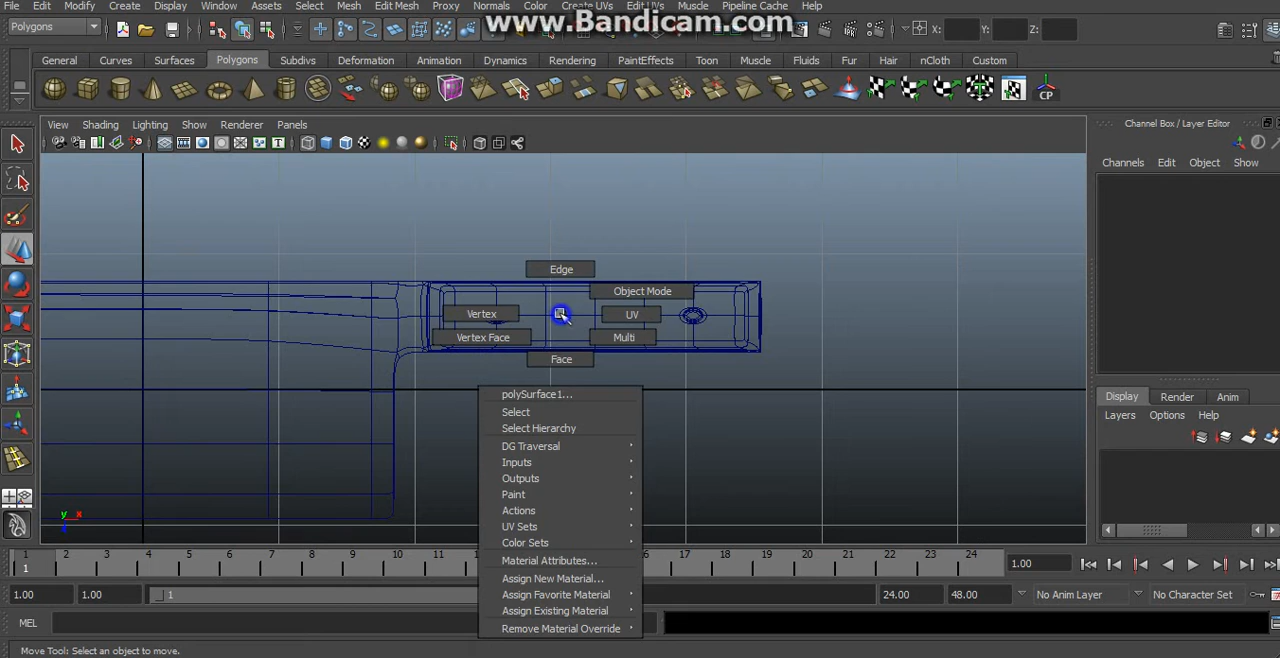 Edit Modify Create Display Window Assets Select Mesh Edit Mesh Proxy Normals Color Create UVs Edit UVs Muscle Pipeline Cache Help
www.Bandicam.com
Polygons X: Y: Z:
General Curves Surfaces Polygons Subdivs Deformation Animation Dynamics Rendering PaintEffects Toon Muscle Fluids Fur Hair nCloth Custom
CP
View Shading Lighting Show Renderer Panels
Channel Box / Layer Editor
Channels Edit Object Show
Edge
Object Mode
Vertex UV
Vertex Face Multi
Face
polySurface1...
Select
Select Hierarchy
DG Traversal
Inputs
Outputs
Paint
Actions
UV Sets
Color Sets
Material Attributes...
Assign New Material...
Assign Favorite Material
Assign Existing Material
Remove Material Override
Display Render Anim
Layers Options Help
y x
1 2 3 4 5 6 7 8 9 10 11 16 17 18 19 20 21 22 23 24
1 1.00
1.00 1.00 1 24.00 48.00 No Anim Layer No Character Set
MEL
Move Tool: Select an object to move.